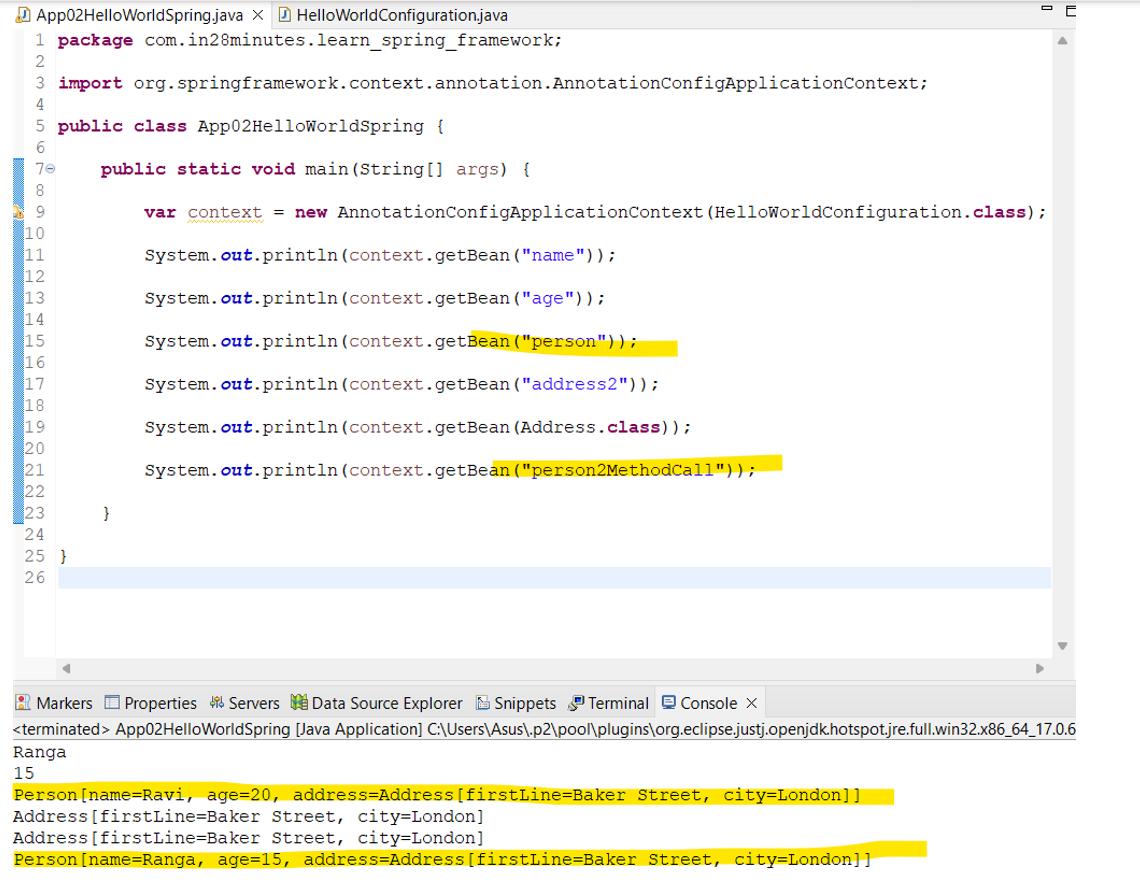 App02HelloWorldSpring.java HelloWorldConfiguration.java
1 package com.in28minutes.learn_spring_framework;
2
3 import org.springframework.context.annotation.AnnotationConfigApplicationContext;
4
5 public class App02HelloWorldSpring {
6
7 public static void main(String[] args) {
8
9 var context = new AnnotationConfigApplicationContext(HelloWorldConfiguration.class);
10
11 System.out.println(context.getBean("name"));
12
13 System.out.println(context.getBean("age"));
14
15 System.out.println(context.getBean("person"));
16
17 System.out.println(context.getBean("address2"));
18
19 System.out.println(context.getBean(Address.class));
20
21 System.out.println(context.getBean("person2MethodCall"));
22
23 }
24
25 }
26
Markers Properties Servers Data Source Explorer Snippets Terminal Console
<terminated> App02HelloWorldSpring [Java Application] C:\Users\Asus\.p2\pool\plugins\org.eclipse.justj.openjdk.hotspot.jre.full.win32.x86_64_17.0.6
Ranga
15
Person[name=Ravi, age=20, address=Address[firstLine=Baker Street, city=London]]
Address[firstLine=Baker Street, city=London]
Address[firstLine=Baker Street, city=London]
Person[name=Ranga, age=15, address=Address[firstLine=Baker Street, city=London]]